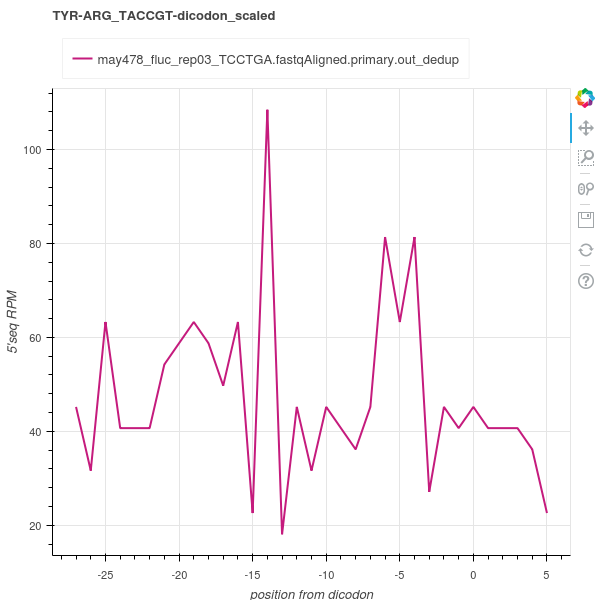 TYR-ARG_TACCGT-dicodon_scaled
may478_fluc_rep03_TCCTGA.fastqAligned.primary.out_dedup
100
80
60
40
20
5'seq RPM
-25 -20 -15 -10 -5 0 5
position from dicodon